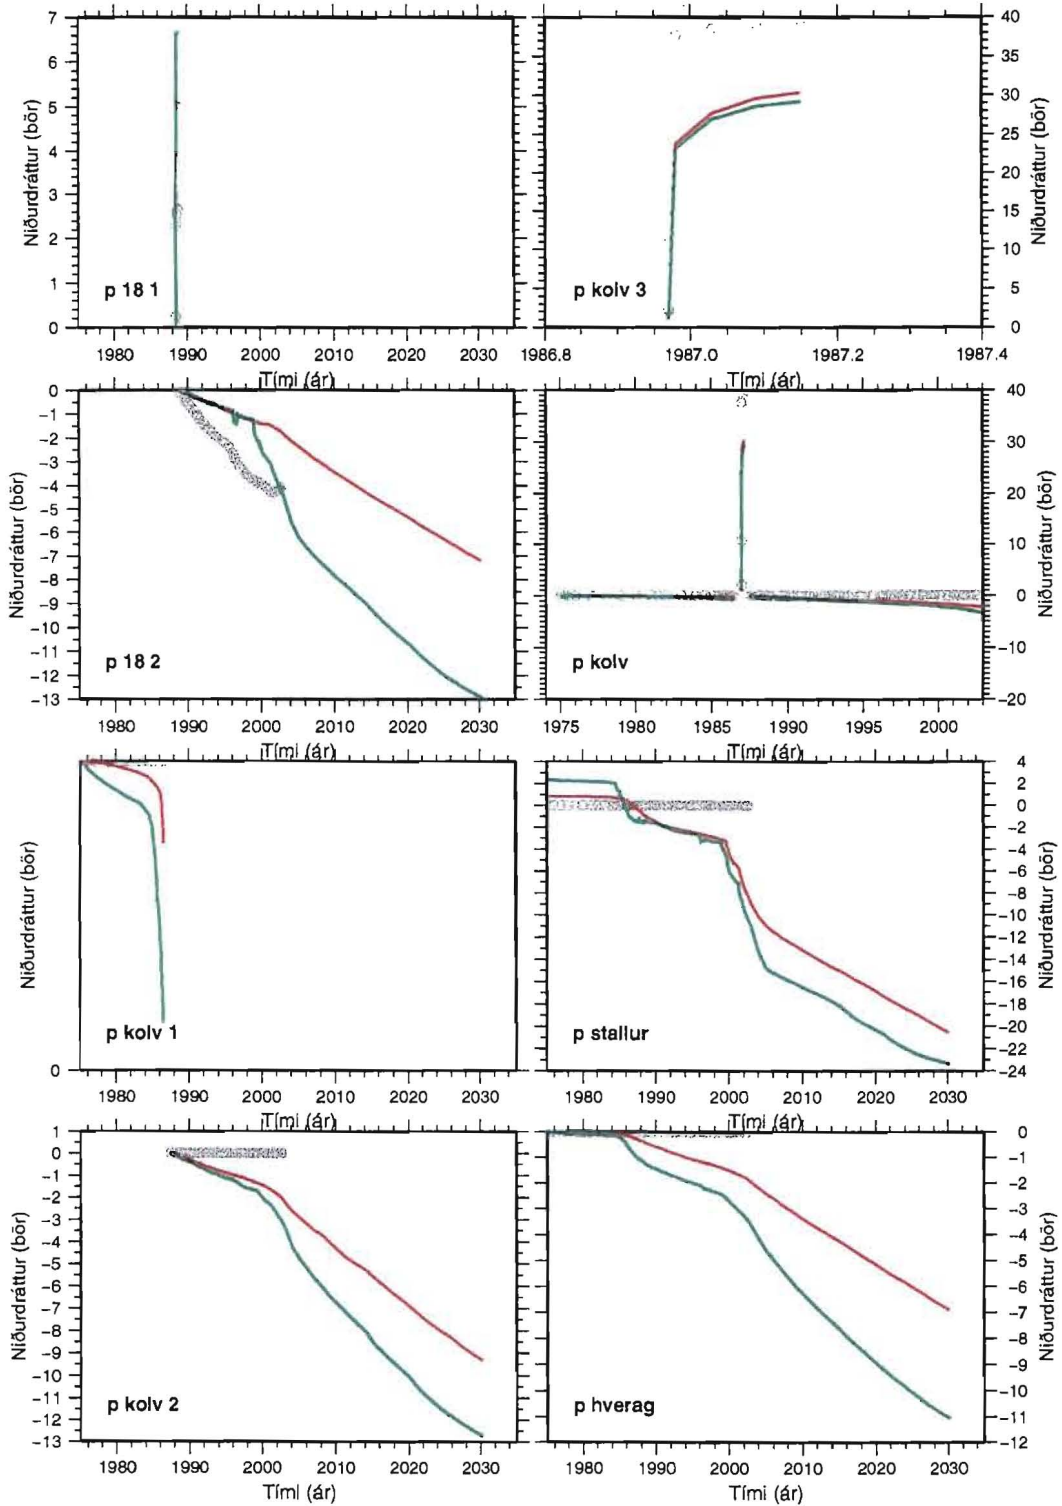 7
6
5
4
3
2
1
0
Niðurdráttur (bör)
p 18 1
1980 1990 2000 2010 2020 2030
Tími (ár)
40
35
30
25
20
15
10
5
0
Niðurdráttur (bör)
p kolv 3
1986.8 1987.0 1987.2 1987.4
Tími (ár)
0
−1
−2
−3
−4
−5
−6
−7
−8
−9
−10
−11
−12
−13
Niðurdráttur (bör)
p 18 2
1980 1990 2000 2010 2020 2030
Tími (ár)
40
30
20
10
0
−10
−20
Niðurdráttur (bör)
p kolv
1975 1980 1985 1990 1995 2000
Tími (ár)
0
Niðurdráttur (bör)
p kolv 1
1980 1990 2000 2010 2020 2030
Tími (ár)
4
2
0
−2
−4
−6
−8
−10
−12
−14
−16
−18
−20
−22
−24
Niðurdráttur (bör)
p stallur
1980 1990 2000 2010 2020 2030
Tími (ár)
1
0
−1
−2
−3
−4
−5
−6
−7
−8
−9
−10
−11
−12
−13
Niðurdráttur (bör)
p kolv 2
1980 1990 2000 2010 2020 2030
Tími (ár)
0
−1
−2
−3
−4
−5
−6
−7
−8
−9
−10
−11
−12
Niðurdráttur (bör)
p hverag
1980 1990 2000 2010 2020 2030
Tími (ár)